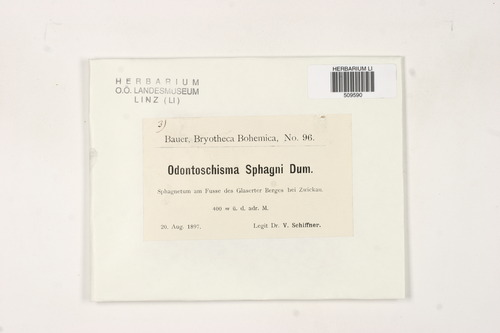 HERBARIUM
O.Ö. LANDESMUSEUM
LINZ (LI)
HERBARIUM LI
509590
3)
Bauer, Bryotheca Bohemica, No. 96.
Odontoschisma Sphagni Dum.
Sphagnetum am Fusse des Glaserter Berges bei Zwickau.
400 m ü. d. adr. M.
20. Aug. 1897. Legit Dr. V. Schiffner.